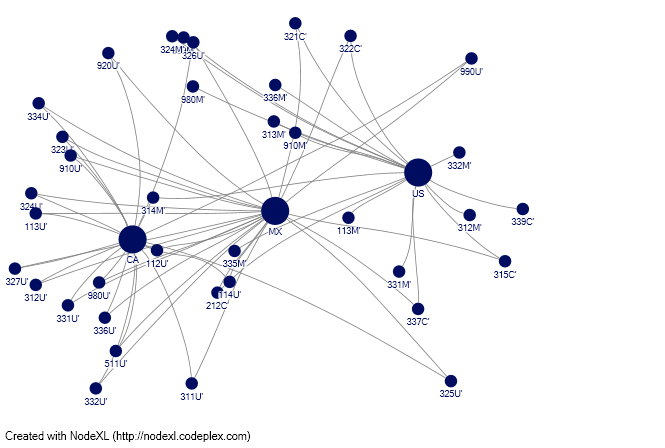 321C'
322C'
324M'
326U'
920U'
990U'
980M'
336M'
334U'
313M'
910M'
323U'
910U'
332M'
US
324U'
314M'
113U'
MX
113M'
312M'
339C'
CA
112U'
335M'
315C'
327U'
312U'
980U'
114U'
212C'
331M'
331U'
336U'
337C'
511U'
332U'
311U'
325U'
Created with NodeXL (http://nodexl.codeplex.com)